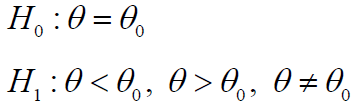 H₀ : θ = θ₀
H₁ : θ < θ₀, θ > θ₀, θ ≠ θ₀